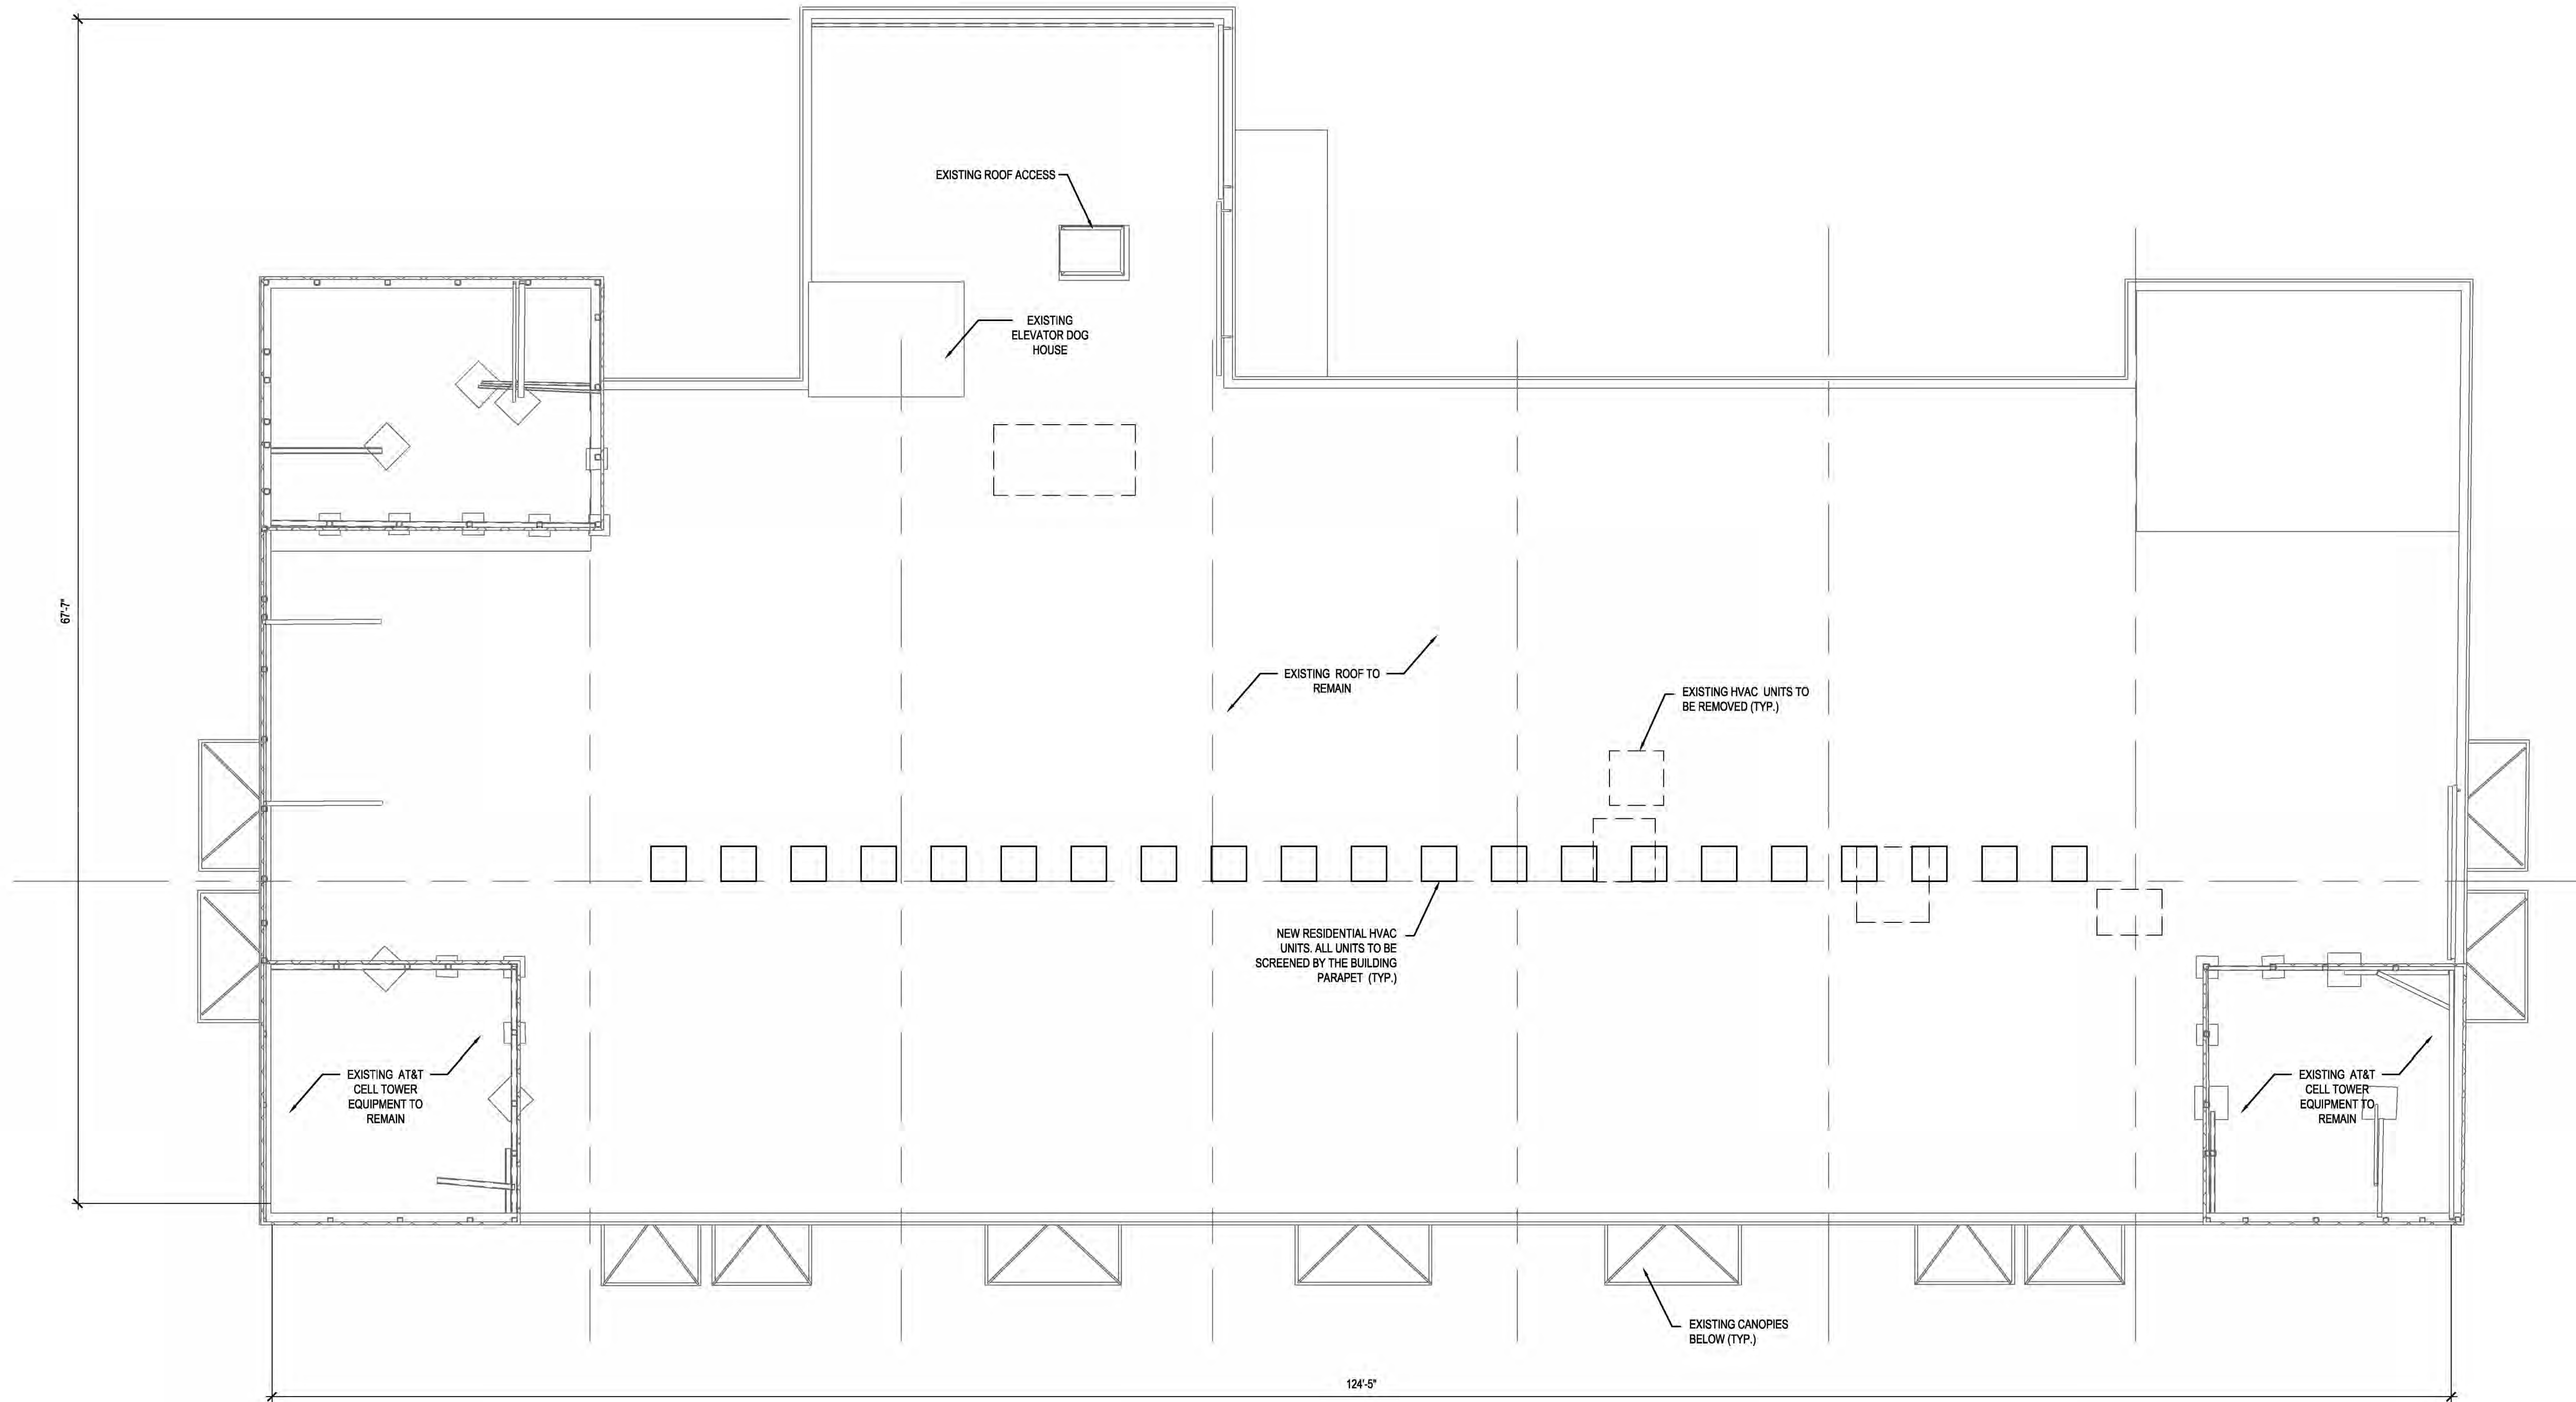 EXISTING ROOF ACCESS
EXISTING
ELEVATOR DOG
HOUSE
67'-7"
EXISTING ROOF TO
REMAIN
EXISTING HVAC UNITS TO
BE REMOVED (TYP.)
NEW RESIDENTIAL HVAC
UNITS. ALL UNITS TO BE
SCREENED BY THE BUILDING
PARAPET (TYP.)
EXISTING AT&T
CELL TOWER
EQUIPMENT TO
REMAIN
EXISTING AT&T
CELL TOWER
EQUIPMENT TO
REMAIN
EXISTING CANOPIES
BELOW (TYP.)
124'-5"